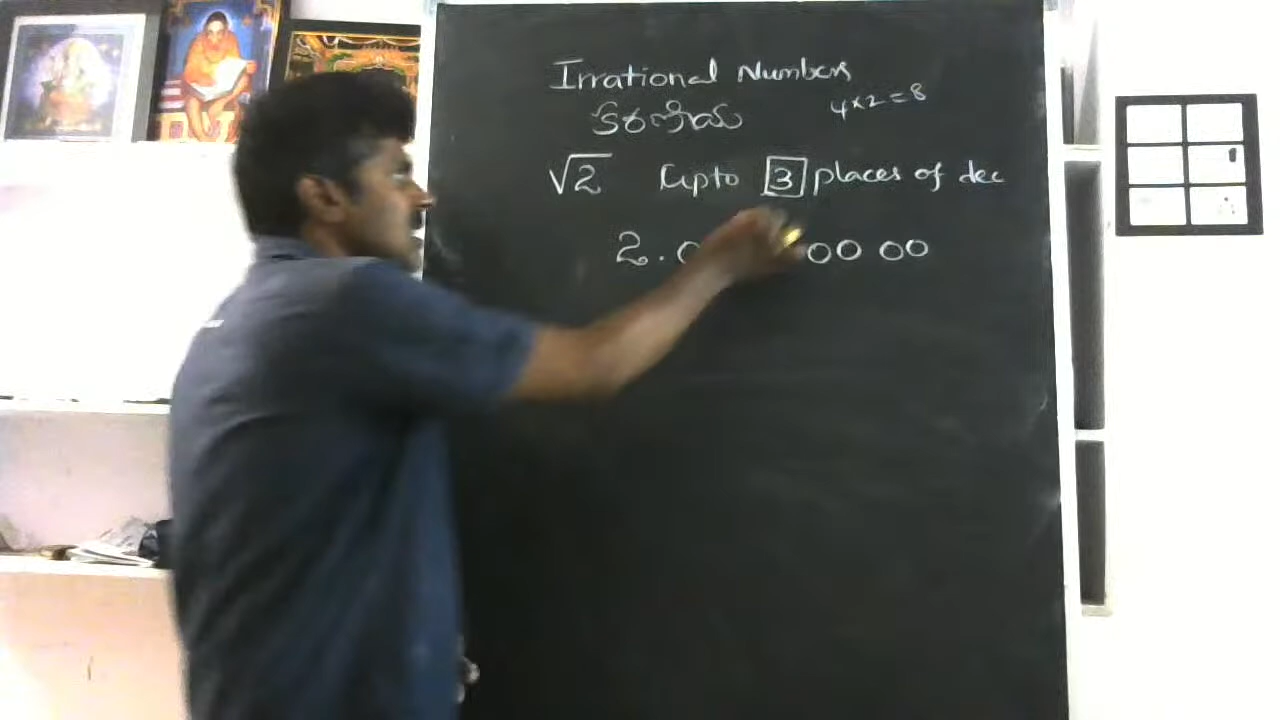 Irrational Numbers
4×2=8
కరణీయ
√2 Upto 3 places of dec
2.0 00 00